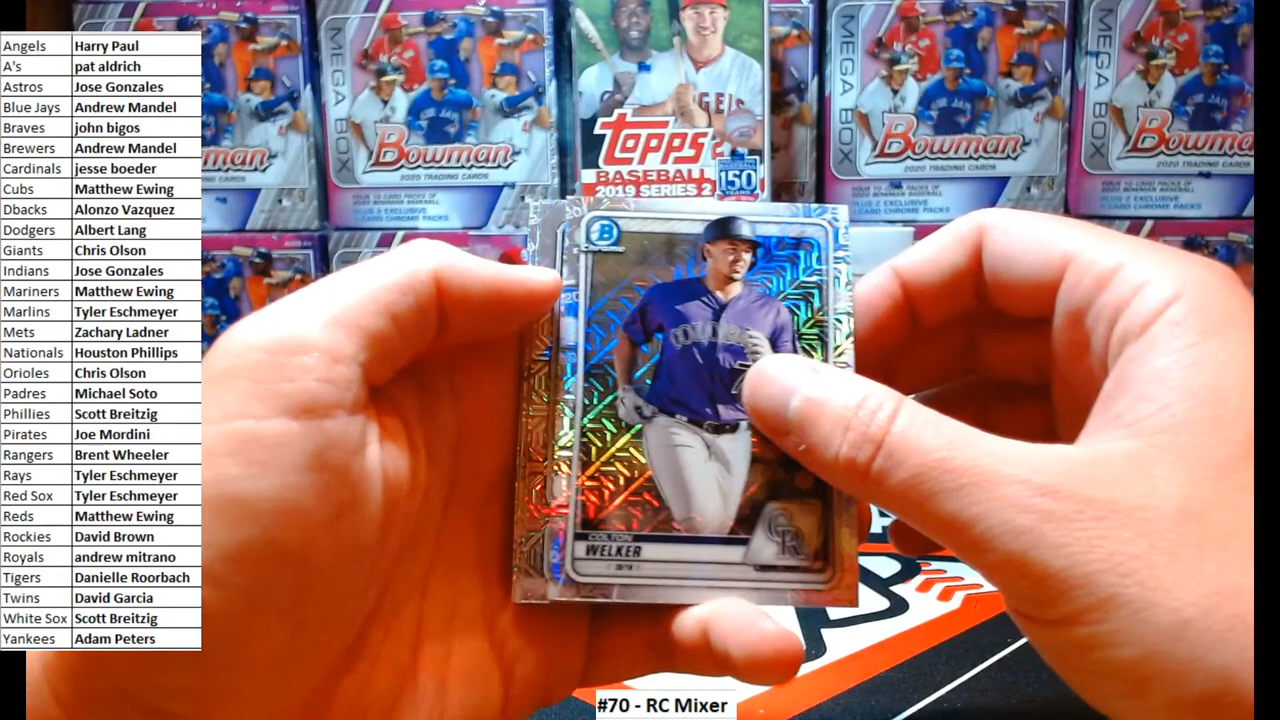 Angels Harry Paul
A's pat aldrich
Astros Jose Gonzales
Blue Jays Andrew Mandel
Braves john bigos
Brewers Andrew Mandel
Cardinals jesse boeder
Cubs Matthew Ewing
Dbacks Alonzo Vazquez
Dodgers Albert Lang
Giants Chris Olson
Indians Jose Gonzales
Mariners Matthew Ewing
Marlins Tyler Eschmeyer
Mets Zachary Ladner
Nationals Houston Phillips
Orioles Chris Olson
Padres Michael Soto
Phillies Scott Breitzig
Pirates Joe Mordini
Rangers Brent Wheeler
Rays Tyler Eschmeyer
Red Sox Tyler Eschmeyer
Reds Matthew Ewing
Rockies David Brown
Royals andrew mitrano
Tigers Danielle Roorbach
Twins David Garcia
White Sox Scott Breitzig
Yankees Adam Peters
MEGA BOX
Bowman
2020 TRADING CARDS
topps
BASEBALL
2019 SERIES 2
150
YEARS
MEGA BOX
Bowman
2020 TRADING CARDS
MEGA BOX
Bowman
2020 TRADING CARDS
B
Chrome
COLORA
COLTON
WELKER
CR
#70 - RC Mixer